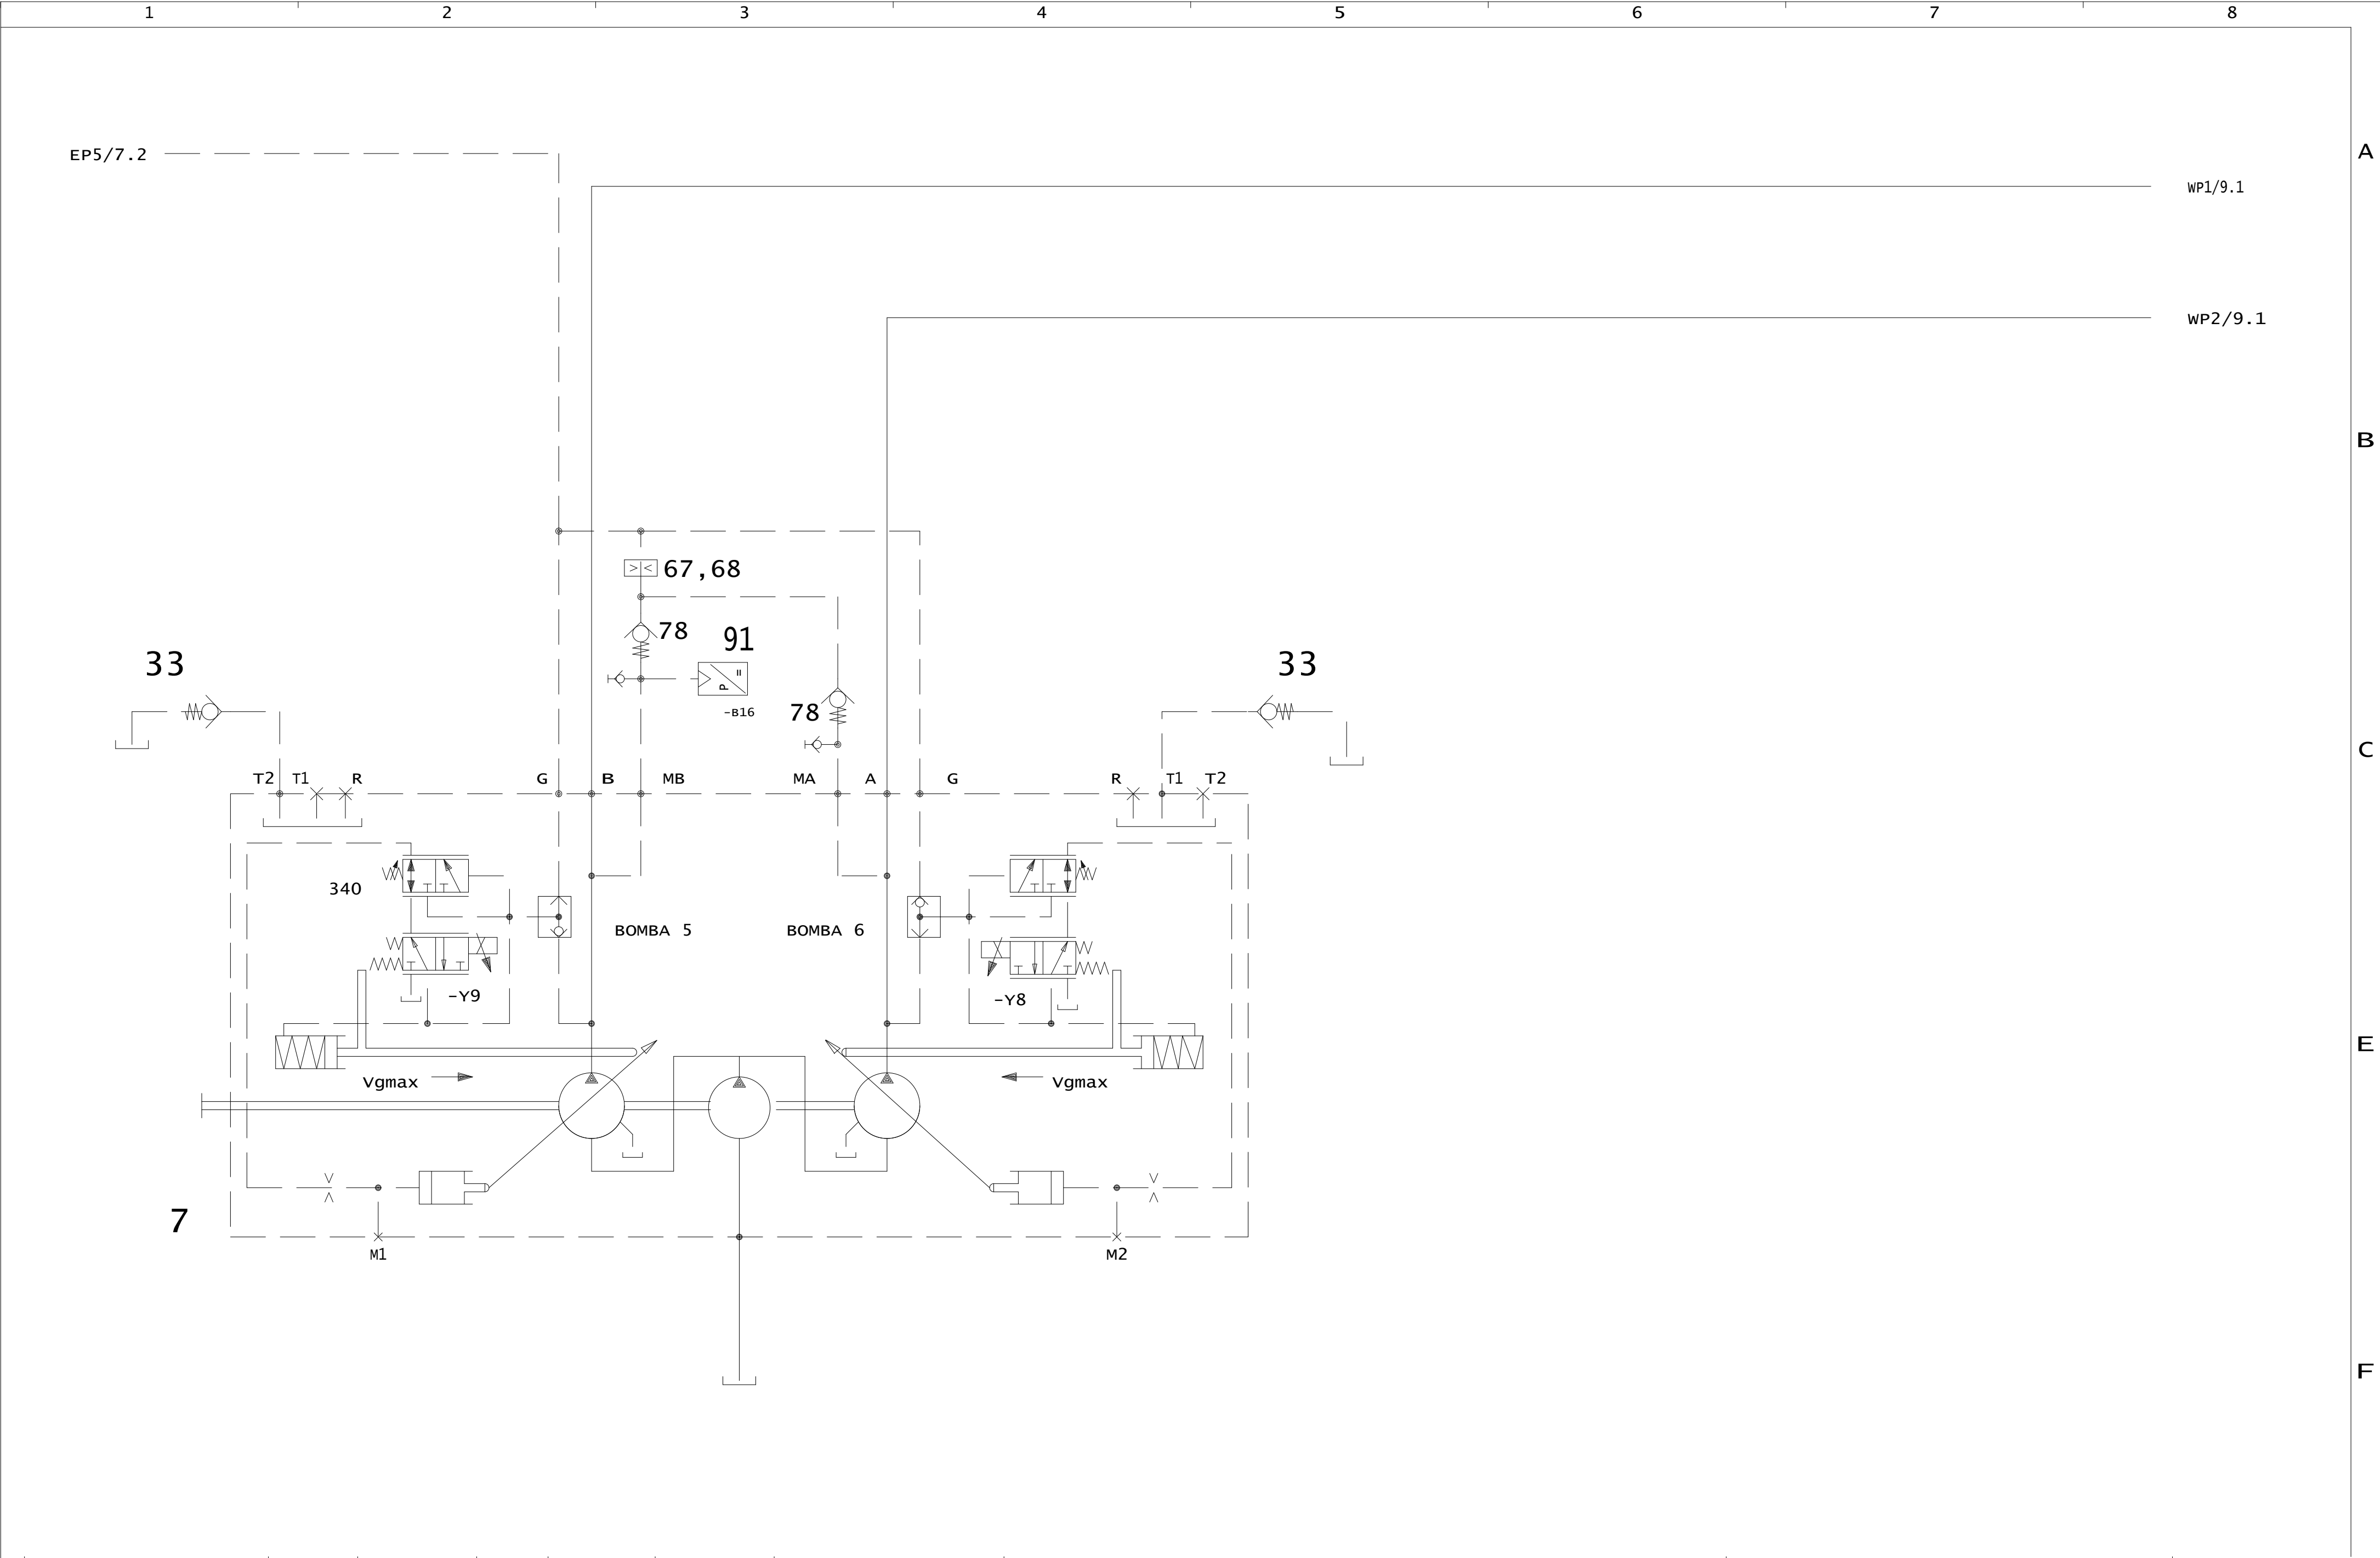 1 2 3 4 5 6 7 8
EP5/7.2
A
WP1/9.1
WP2/9.1
B
67,68
78
91
33
33
P =
-B16
78
C
T2 T1 R G B MB MA A G R T1 T2
340
BOMBA 5
BOMBA 6
-Y9
-Y8
E
Vgmax
Vgmax
7
M1
M2
F